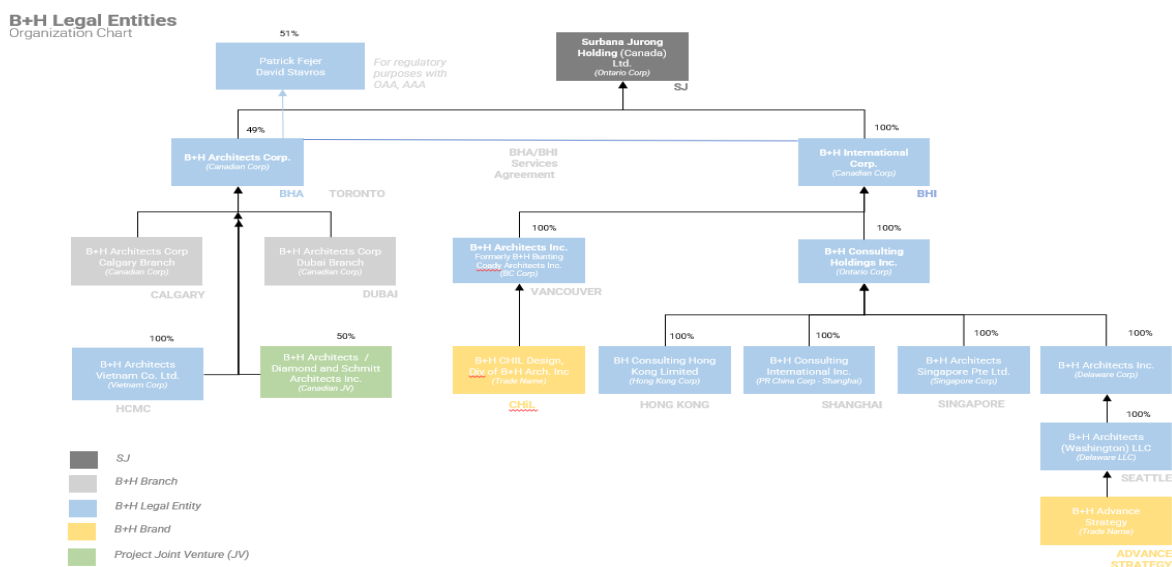 B+H Legal Entities
Organization Chart
51%
Patrick Fejer
David Stavros
For regulatory
purposes with
OAA, AAA
Surbana Jurong
Holding (Canada)
Ltd.
(Ontario Corp)
SJ
49%
B+H Architects Corp.
(Canadian Corp)
BHA
TORONTO
BHA/BHI
Services
Agreement
100%
B+H International
Corp.
(Canadian Corp)
BHI
B+H Architects Corp
Calgary Branch
(Canadian Corp)
CALGARY
B+H Architects Corp
Dubai Branch
(Canadian Corp)
DUBAI
100%
B+H Architects Inc.
Formerly B+H Bunting
Coady Architects Inc.
(BC Corp)
VANCOUVER
100%
B+H Consulting
Holdings Inc.
(Ontario Corp)
100%
B+H Architects
Vietnam Co. Ltd.
(Vietnam Corp)
HCMC
50%
B+H Architects /
Diamond and Schmitt
Architects Inc.
(Canadian JV)
B+H CHIL Design,
Div of B+H Arch. Inc
(Trade Name)
CHiL
100%
BH Consulting Hong
Kong Limited
(Hong Kong Corp)
HONG KONG
100%
B+H Consulting
International Inc.
(PR China Corp - Shanghai)
SHANGHAI
100%
B+H Architects
Singapore Pte Ltd.
(Singapore Corp)
SINGAPORE
100%
B+H Architects Inc.
(Delaware Corp)
100%
B+H Architects
(Washington) LLC
(Delaware LLC)
SEATTLE
B+H Advance
Strategy
(Trade Name)
ADVANCE
STRATEGY
SJ
B+H Branch
B+H Legal Entity
B+H Brand
Project Joint Venture (JV)